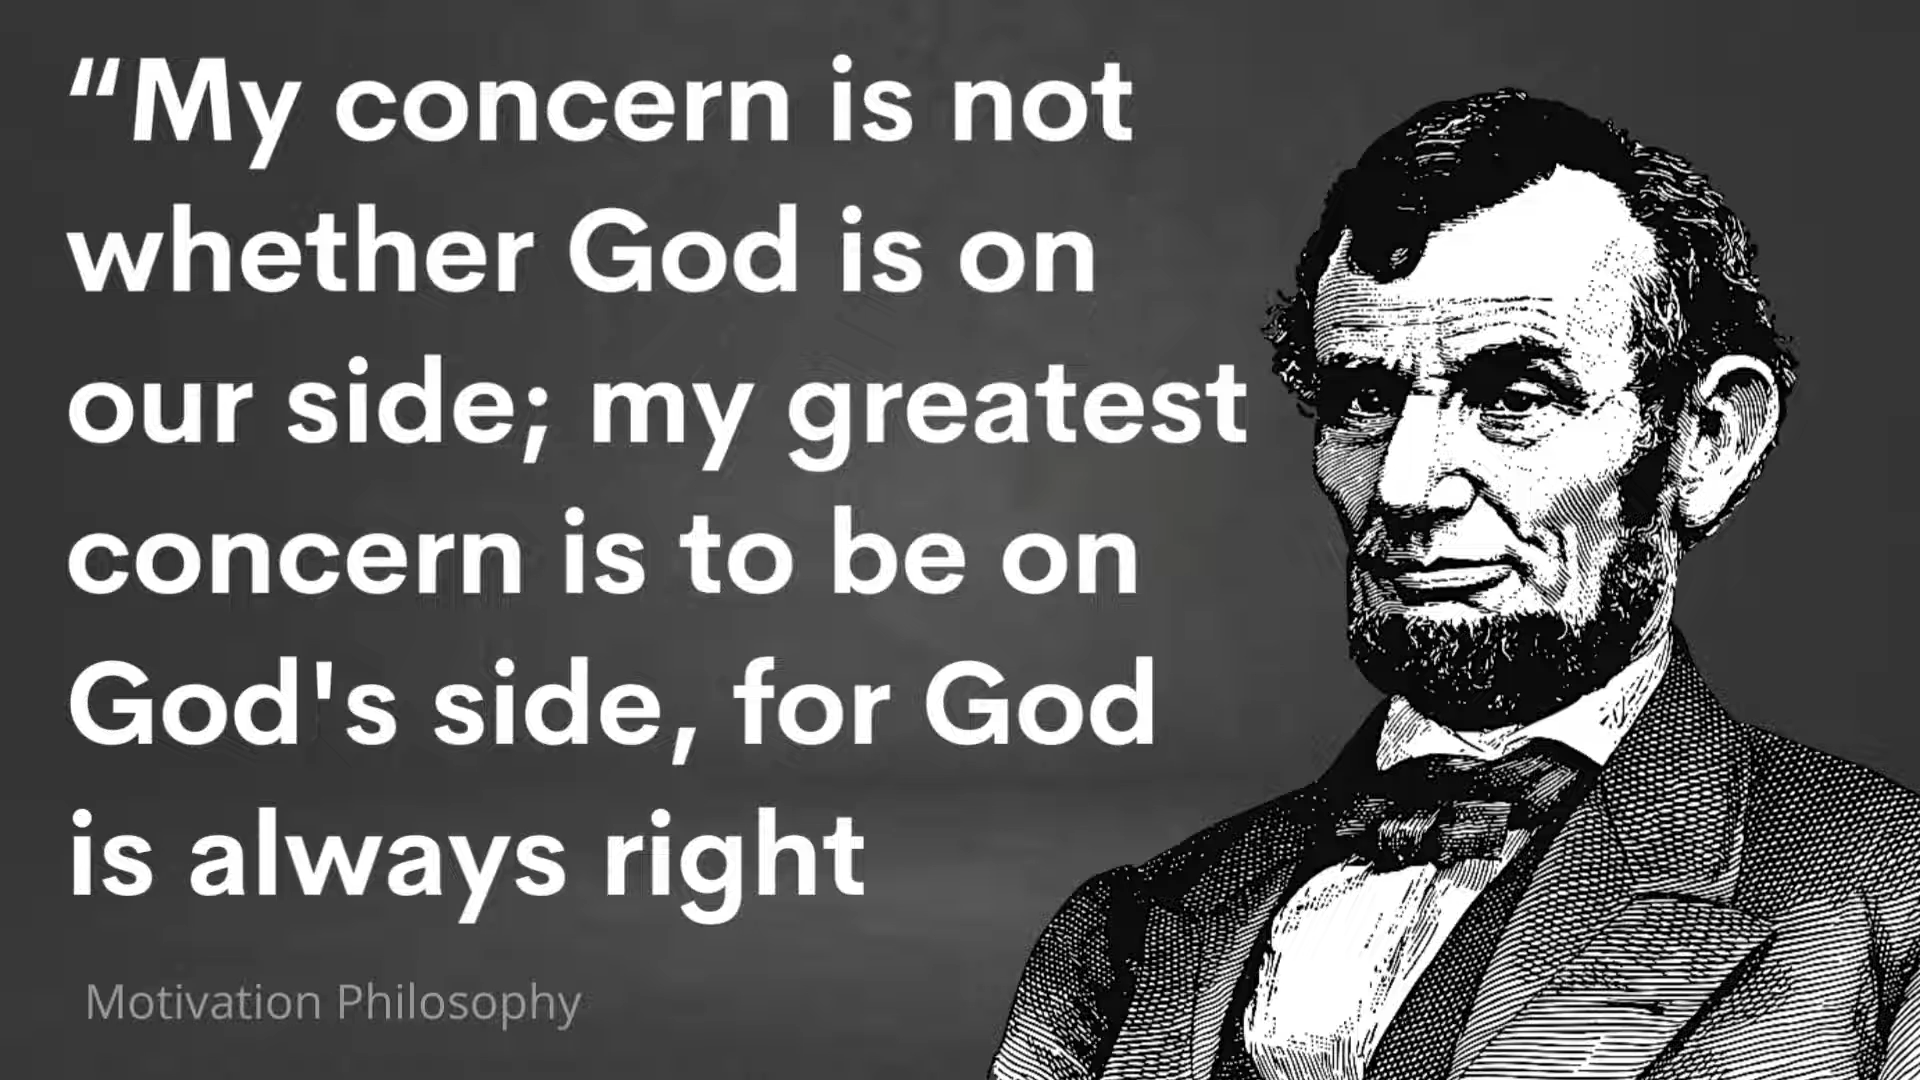 “My concern is not
whether God is on
our side; my greatest
concern is to be on
God's side, for God
is always right
Motivation Philosophy